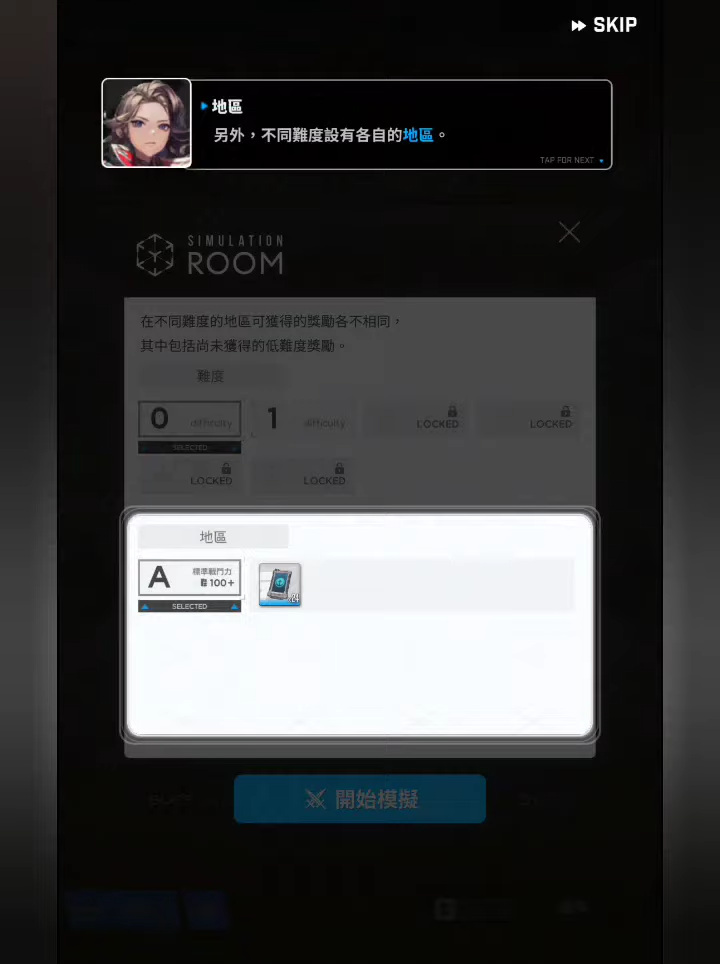 SKIP
地區
另外，不同難度設有各自的地區。
TAP FOR NEXT
SIMULATION
ROOM
在不同難度的地區可獲得的獎勵各不相同，
其中包括尚未獲得的低難度獎勵。
難度
0 difficulty
1 difficulty
LOCKED
LOCKED
SELECTED
LOCKED
LOCKED
地區
A 標準戰鬥力
100+
SELECTED
開始模擬